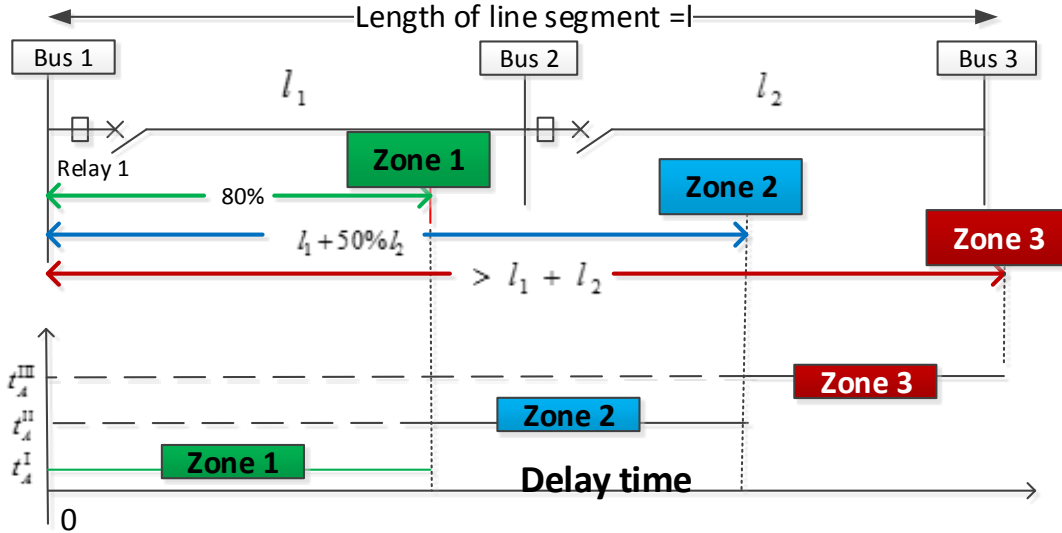 Length of line segment =l
Bus 1
Bus 2
Bus 3
l₁
l₂
Relay 1
Zone 1
80%
Zone 2
l₁+50%l₂
Zone 3
> l₁ + l₂
t_A^III
Zone 3
t_A^II
Zone 2
t_A^I
Zone 1
Delay time
0